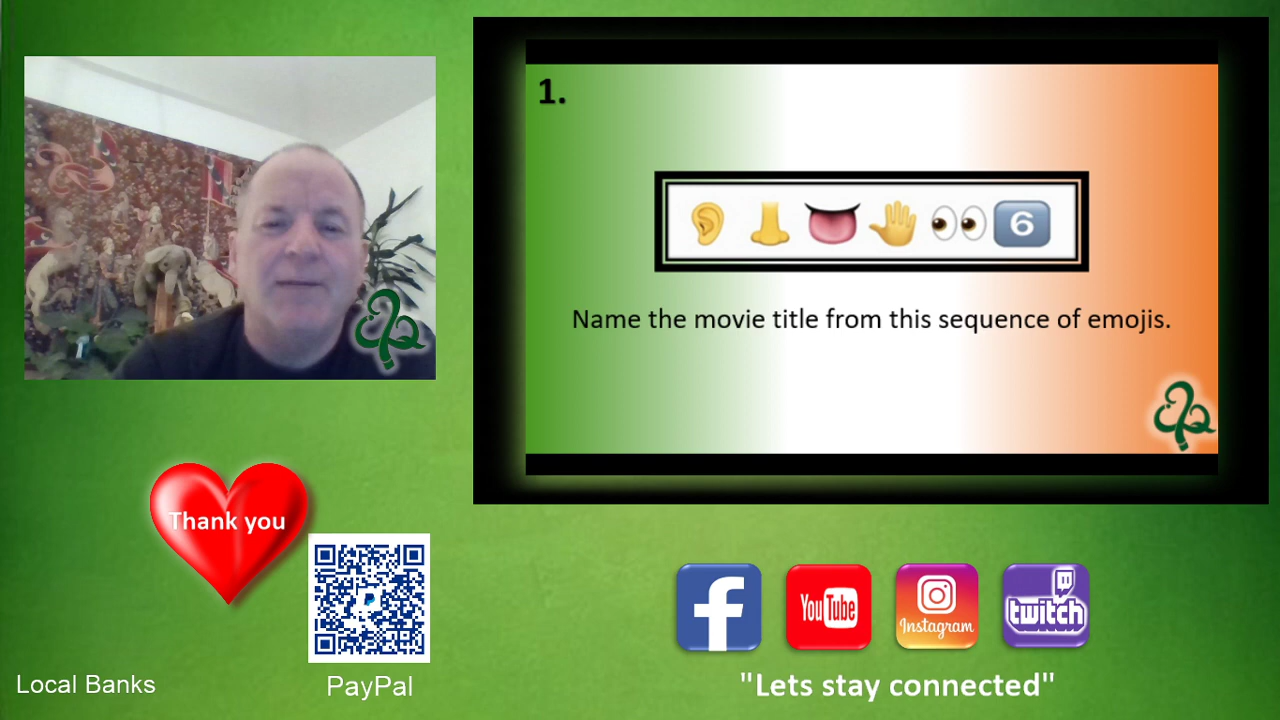 1.
6
Name the movie title from this sequence of emojis.
Thank you
YouTube
Instagram
twitch
Local Banks
PayPal
"Lets stay connected"